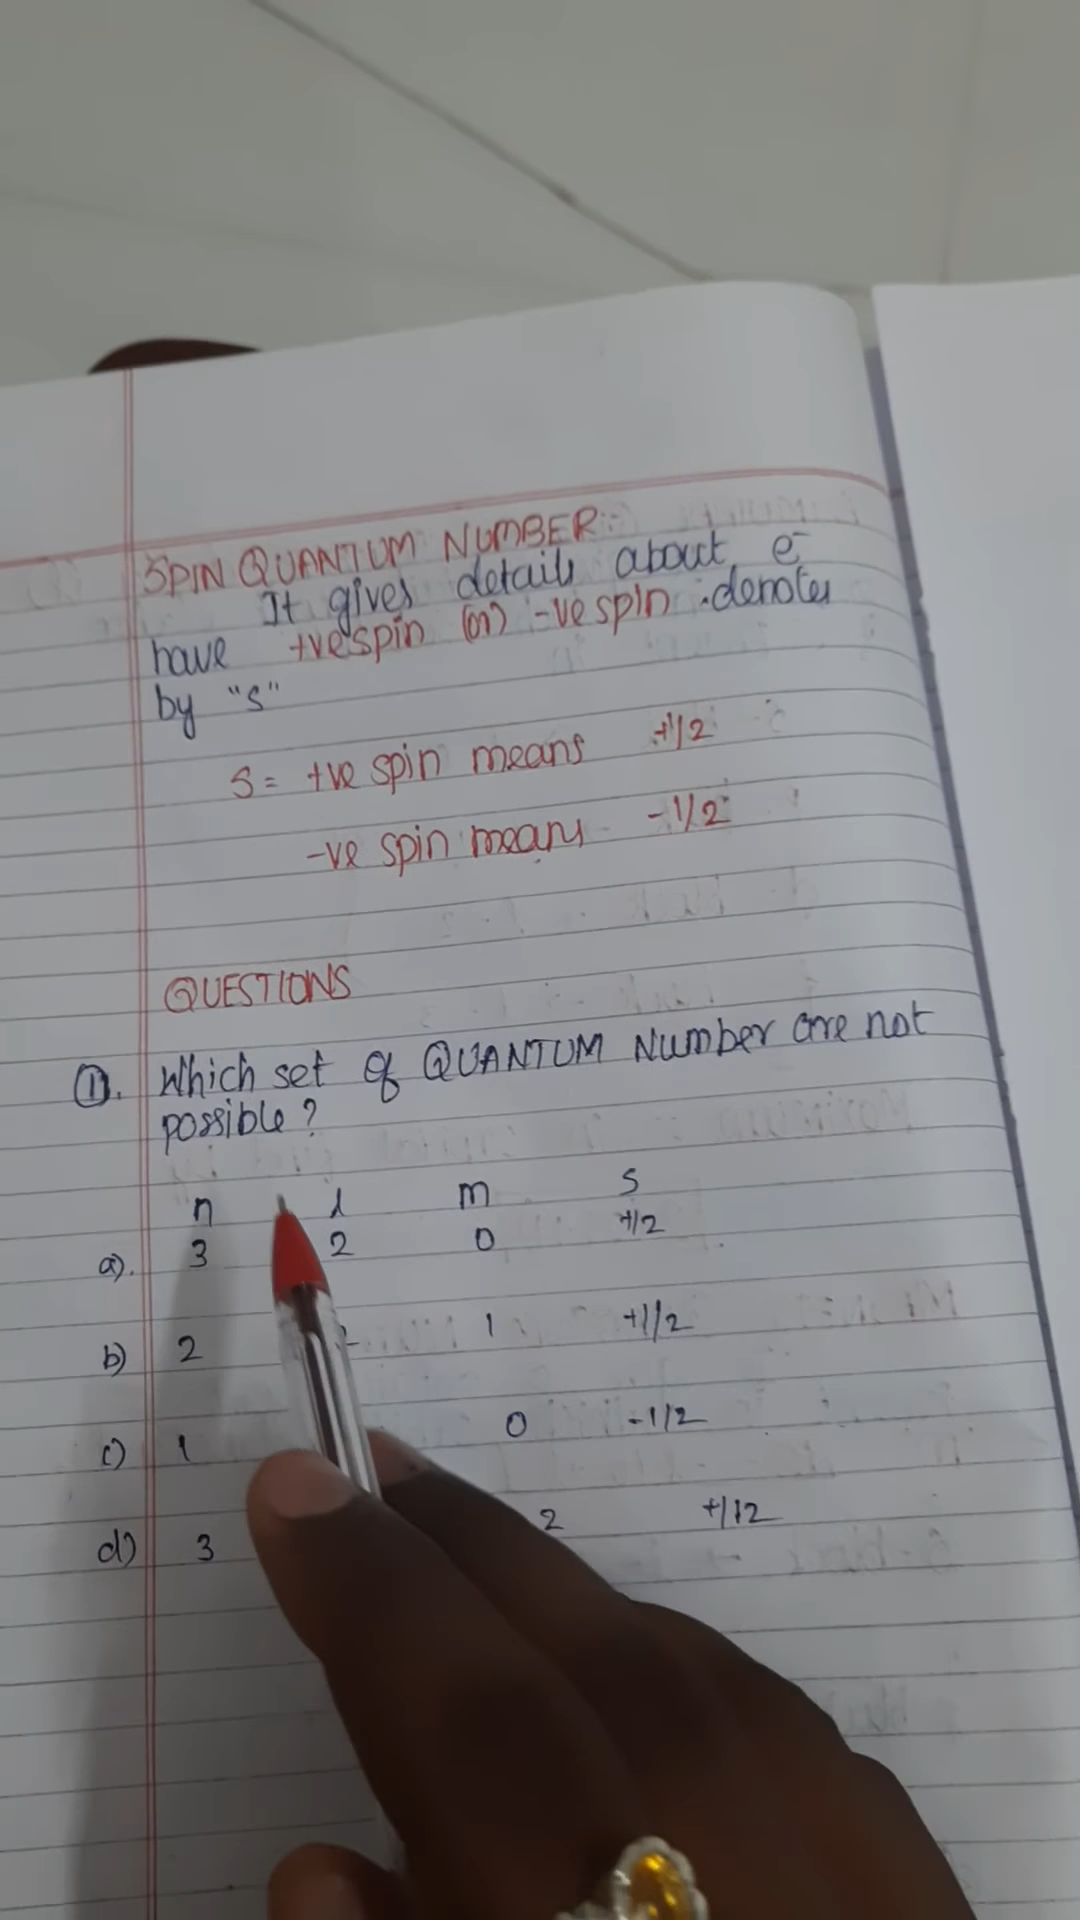 SPIN QUANTUM NUMBER:-
It gives details about e-
have +ve spin (or) -ve spin .denotes
by "S"
S = +ve spin means +1/2
-ve spin means -1/2
QUESTIONS
①. Which set of QUANTUM Number are not
possible?
n l m s
a). 3 2 0 +1/2
b) 2 1 +1/2
c) 1 0 -1/2
d) 3 2 +1/2